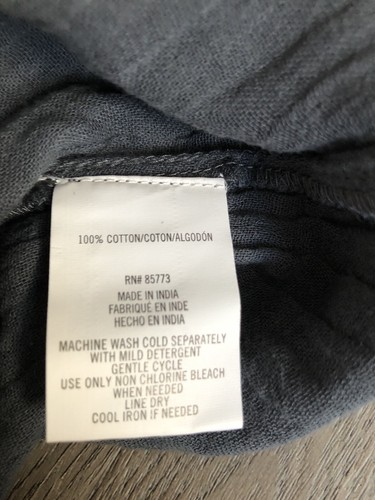 100% COTTON/COTON/ALGODÓN
RN# 85773
MADE IN INDIA
FABRIQUÉ EN INDE
HECHO EN INDIA
MACHINE WASH COLD SEPARATELY
WITH MILD DETERGENT
GENTLE CYCLE
USE ONLY NON CHLORINE BLEACH
WHEN NEEDED
LINE DRY
COOL IRON IF NEEDED